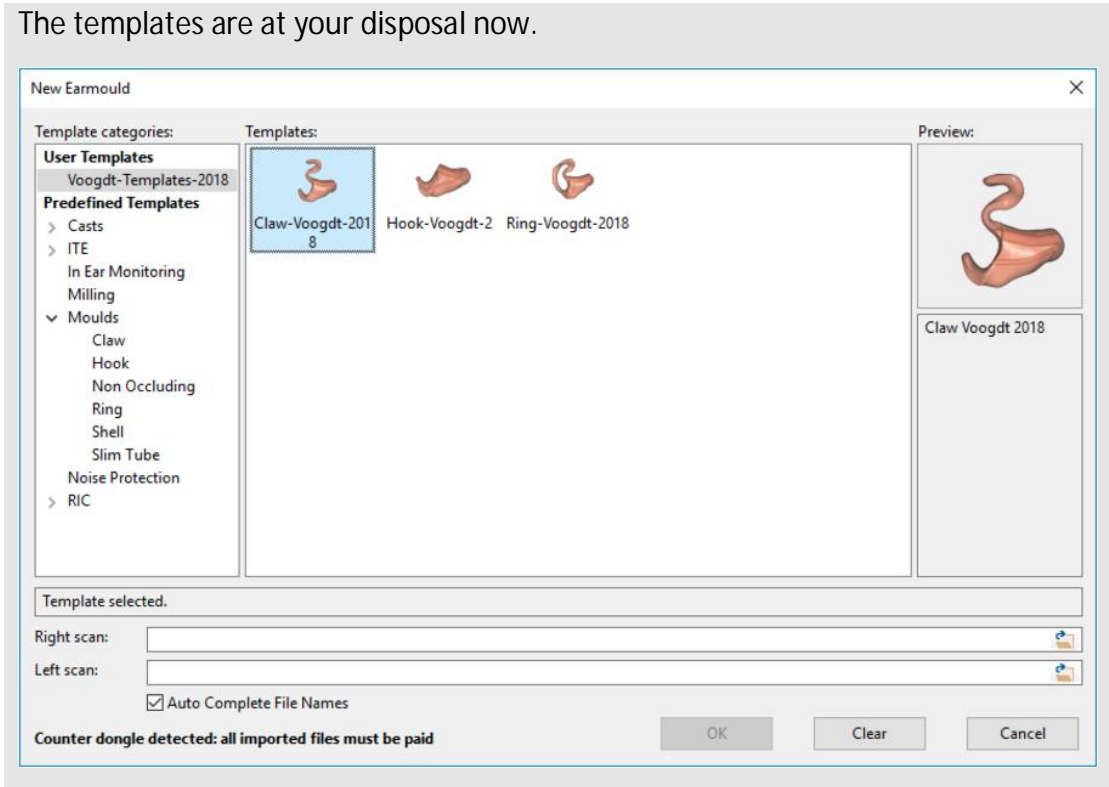 The templates are at your disposal now.
New Earmould
Template categories:
Templates:
Preview:
User Templates
Voogdt-Templates-2018
Predefined Templates
Casts
ITE
In Ear Monitoring
Milling
Moulds
Claw
Hook
Non Occluding
Ring
Shell
Slim Tube
Noise Protection
RIC
Claw-Voogdt-201
8
Hook-Voogdt-2
Ring-Voogdt-2018
Claw Voogdt 2018
Template selected.
Right scan:
Left scan:
Auto Complete File Names
Counter dongle detected: all imported files must be paid
OK
Clear
Cancel